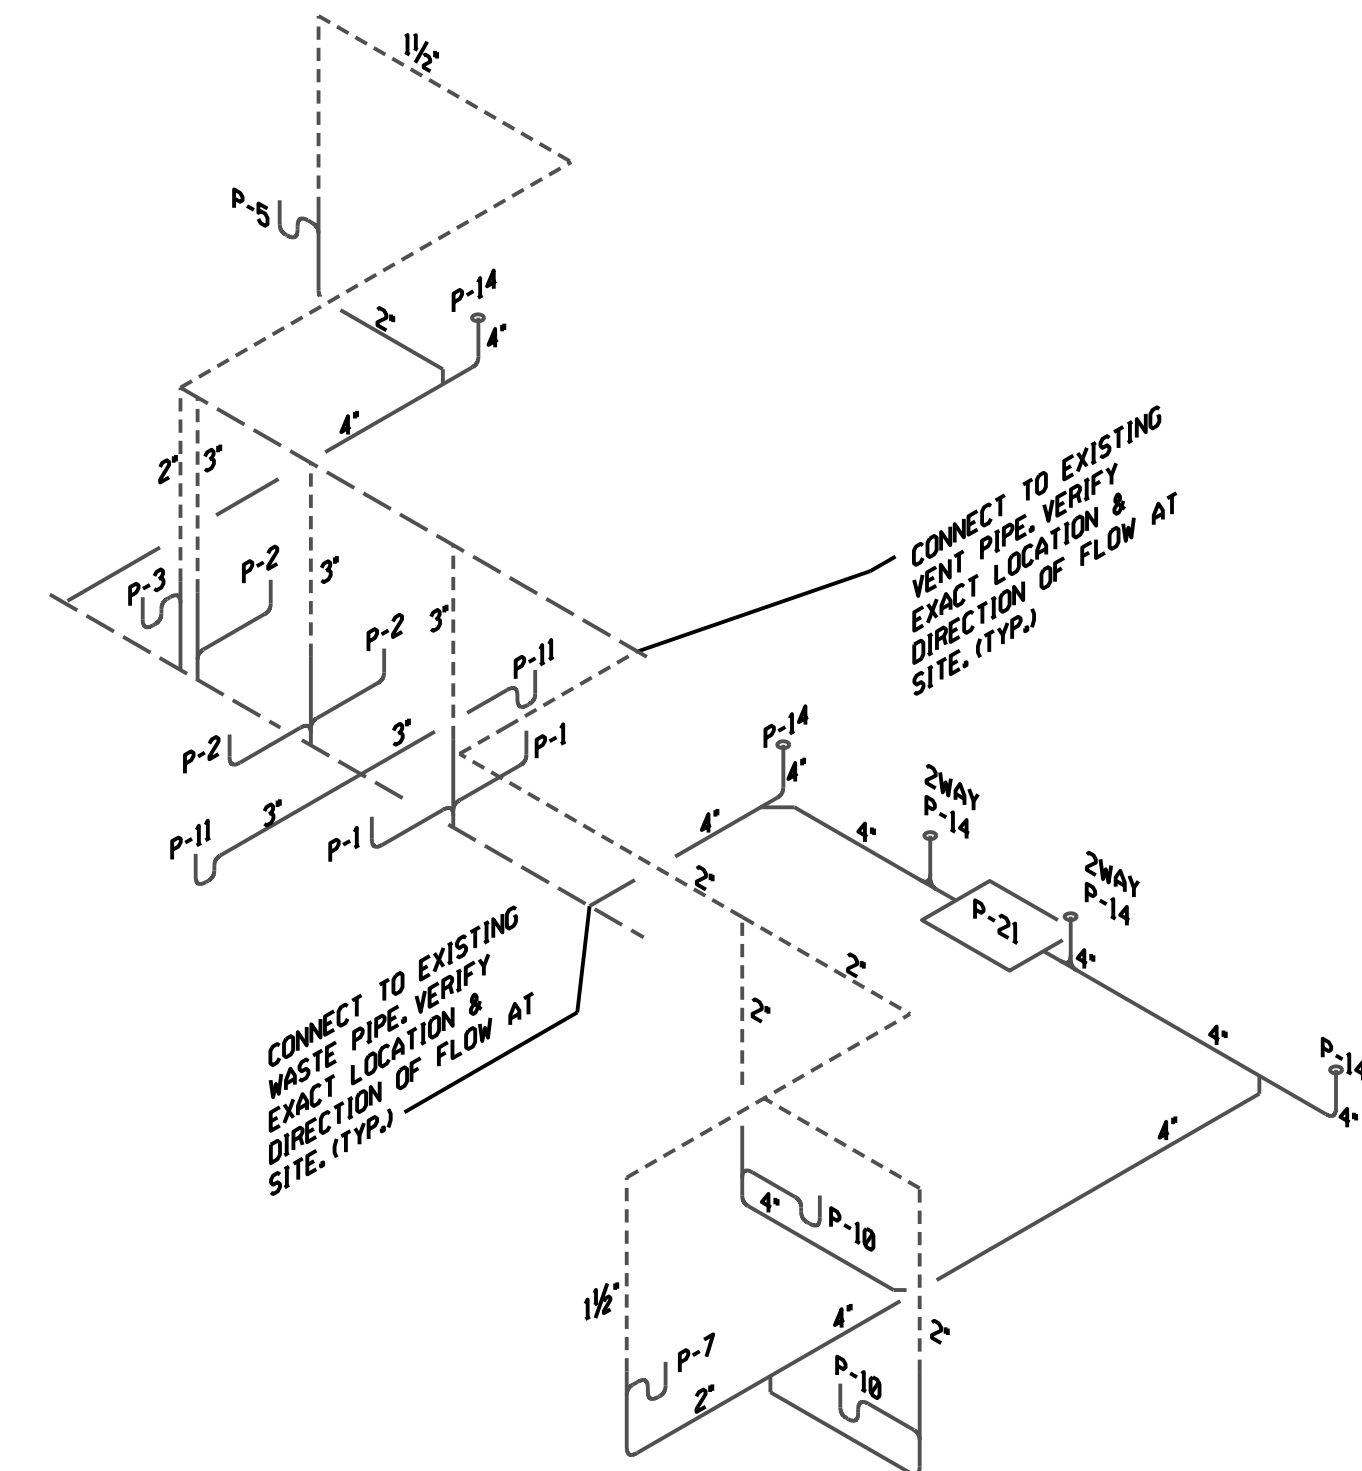 1½"
P-5
P-14
2"
4"
4"
2"
3"
P-2
3"
P-3
P-2
3"
P-11
P-2
3"
P-1
3"
P-11
P-1
CONNECT TO EXISTING
VENT PIPE. VERIFY
EXACT LOCATION &
DIRECTION OF FLOW AT
SITE. (TYP.)
P-14
4"
4"
2WAY
P-14
4"
2WAY
P-14
P-21
4"
2"
2"
2"
4"
P-14
4"
CONNECT TO EXISTING
WASTE PIPE. VERIFY
EXACT LOCATION &
DIRECTION OF FLOW AT
SITE. (TYP.)
4"
4"
P-10
1½"
4"
2"
P-7
2"
P-10